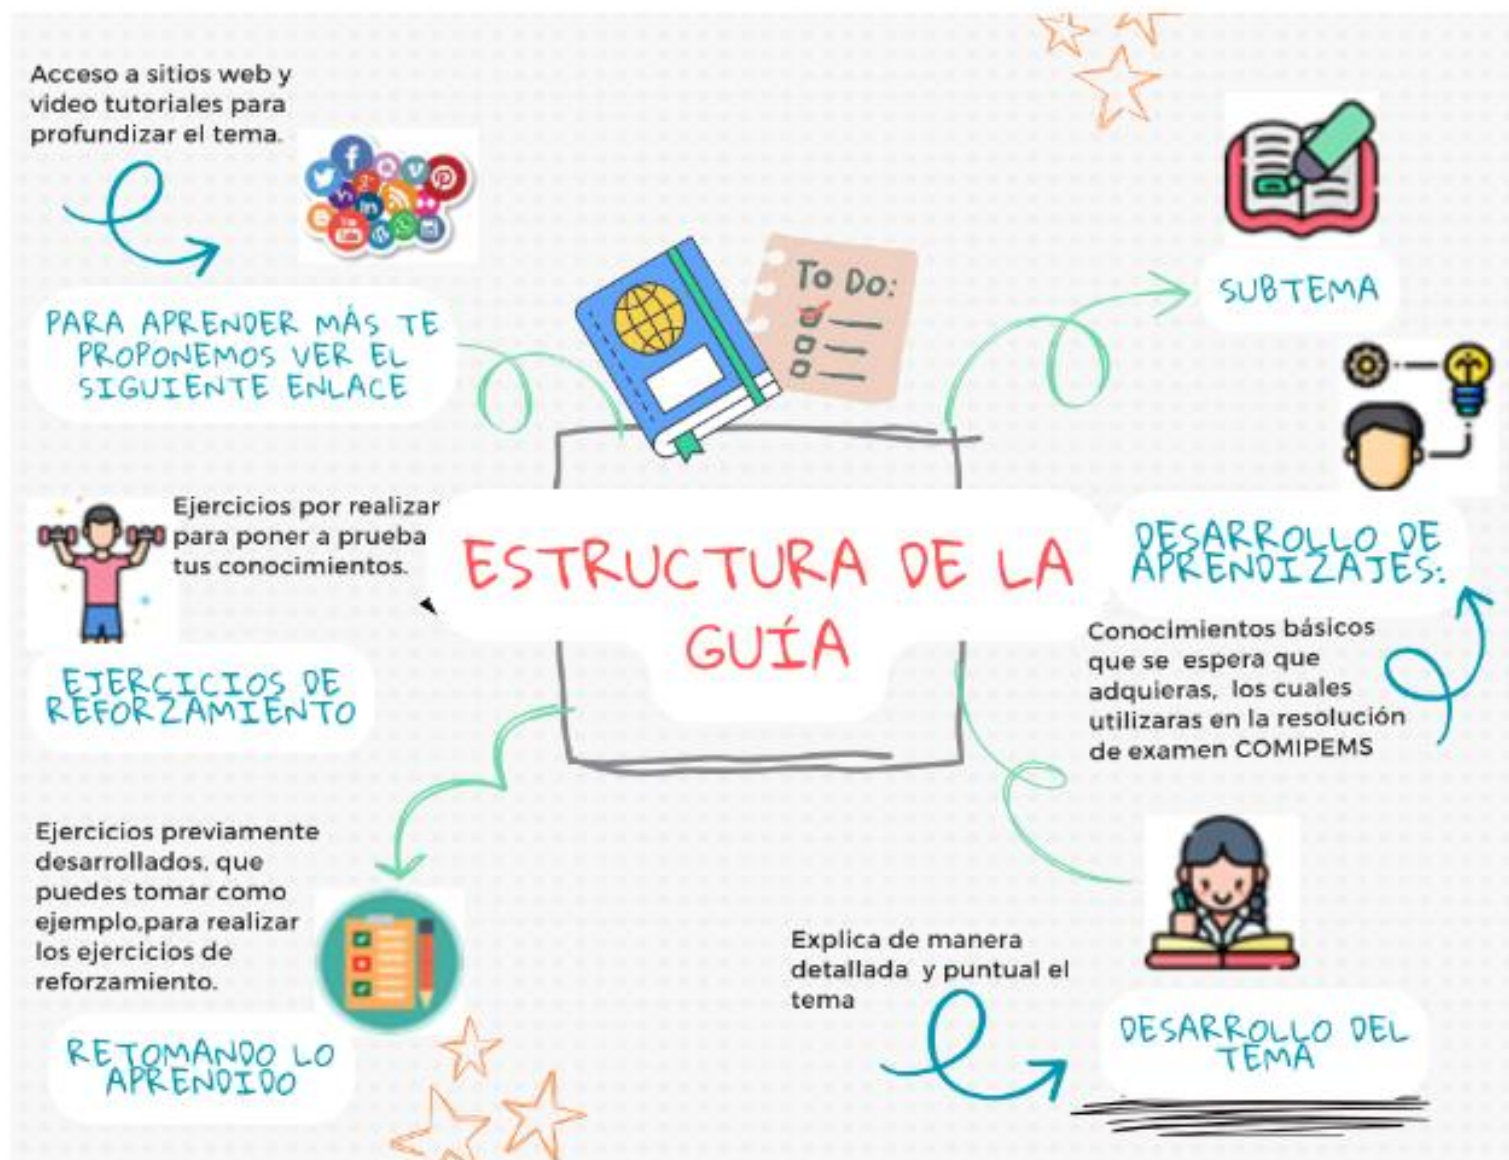 Acceso a sitios web y
video tutoriales para
profundizar el tema.
PARA APRENDER MÁS TE
PROPONEMOS VER EL
SIGUIENTE ENLACE
To Do:
SUBTEMA
Ejercicios por realizar
para poner a prueba
tus conocimientos.
EJERCICIOS DE
REFORZAMIENTO
ESTRUCTURA DE LA
GUÍA
DESARROLLO DE
APRENDIZAJES:
Conocimientos básicos
que se espera que
adquieras, los cuales
utilizaras en la resolución
de examen COMIPEMS
Ejercicios previamente
desarrollados, que
puedes tomar como
ejemplo,para realizar
los ejercicios de
reforzamiento.
RETOMANDO LO
APRENDIDO
Explica de manera
detallada y puntual el
tema
DESARROLLO DEL
TEMA